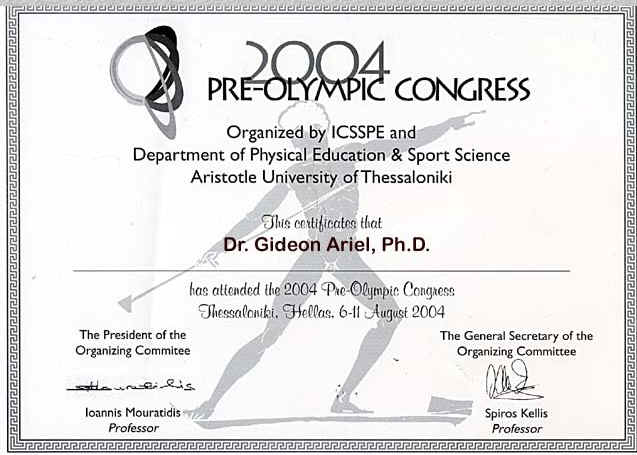 2004
PRE-OLYMPIC CONGRESS
Organized by ICSSPE and
Department of Physical Education & Sport Science
Aristotle University of Thessaloniki
This certificates that
Dr. Gideon Ariel, Ph.D.
has attended the 2004 Pre-Olympic Congress
Thessaloniki, Hellas, 6-11 August 2004
The President of the
Organizing Commitee
Ioannis Mouratidis
Professor
The General Secretary of the
Organizing Committee
Spiros Kellis
Professor